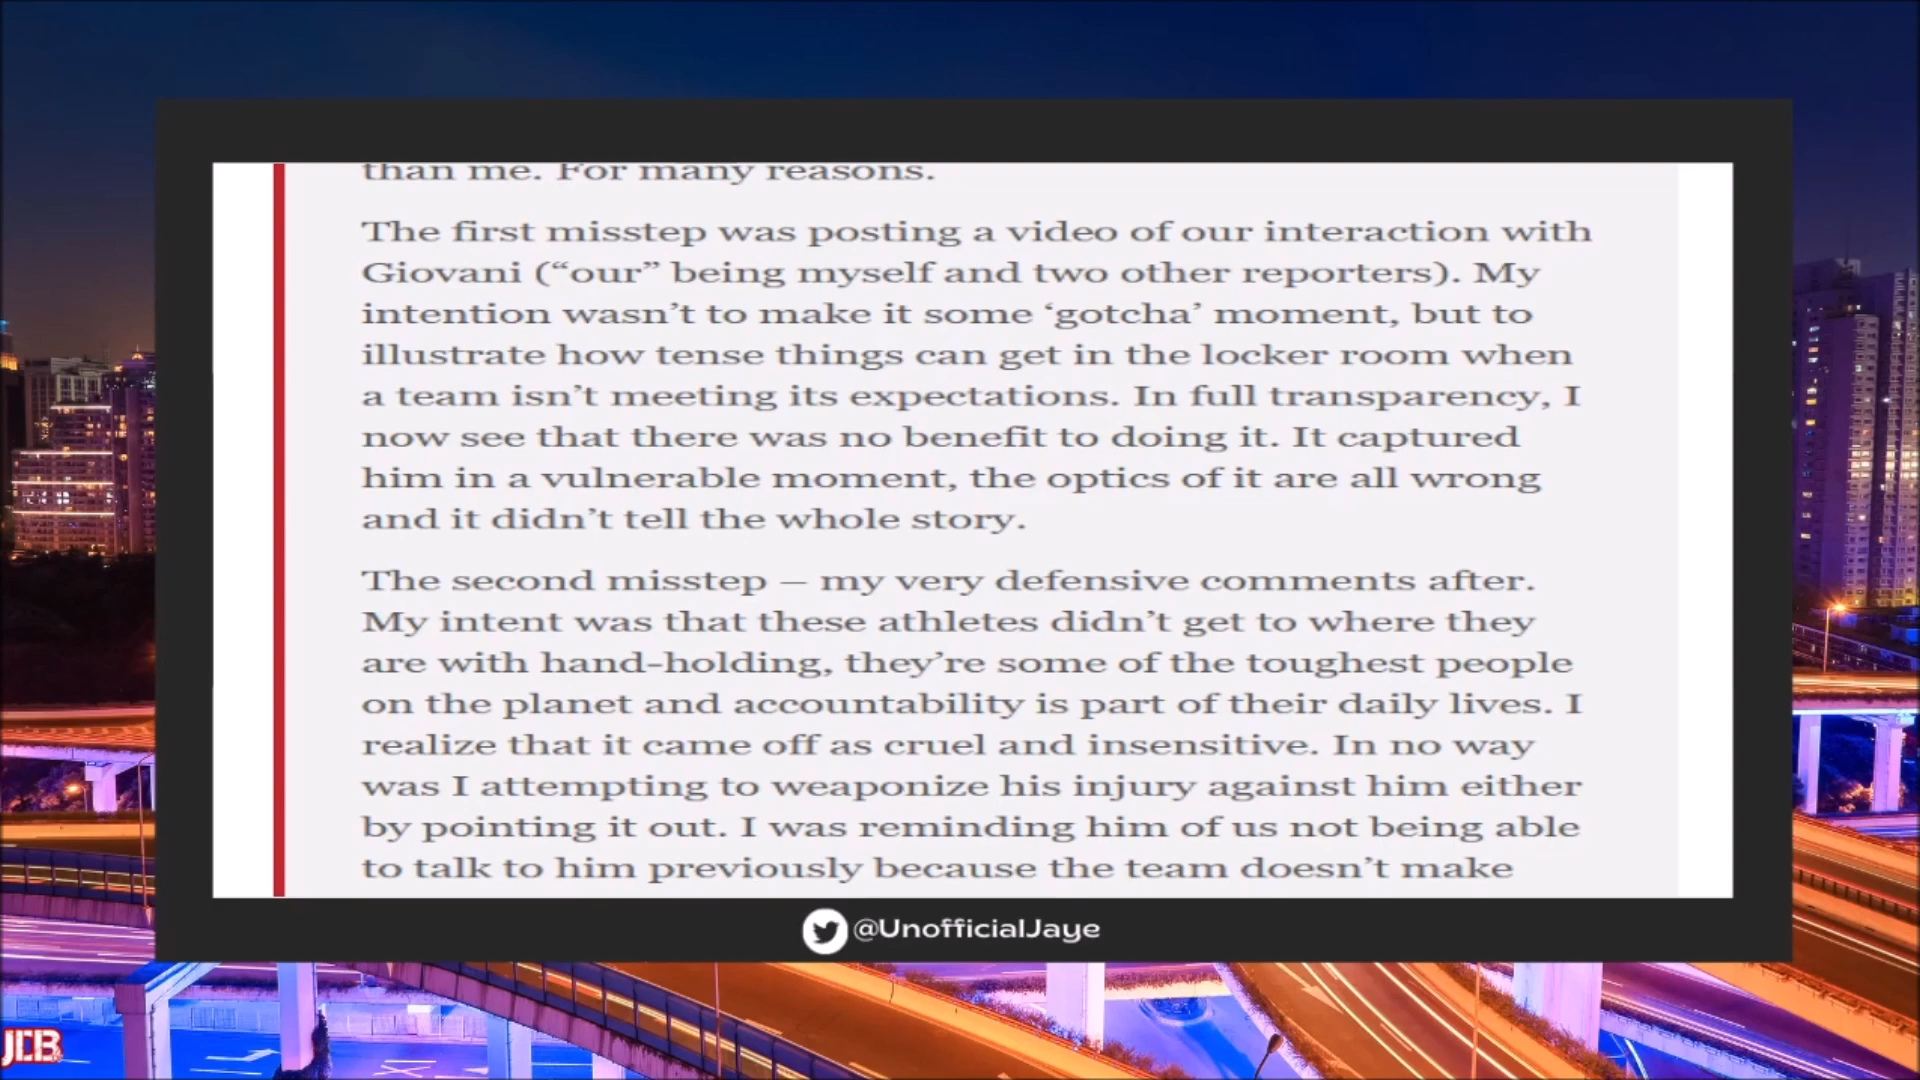 than me. For many reasons.
The first misstep was posting a video of our interaction with
Giovani (“our” being myself and two other reporters). My
intention wasn’t to make it some ‘gotcha’ moment, but to
illustrate how tense things can get in the locker room when
a team isn’t meeting its expectations. In full transparency, I
now see that there was no benefit to doing it. It captured
him in a vulnerable moment, the optics of it are all wrong
and it didn’t tell the whole story.
The second misstep – my very defensive comments after.
My intent was that these athletes didn’t get to where they
are with hand-holding, they’re some of the toughest people
on the planet and accountability is part of their daily lives. I
realize that it came off as cruel and insensitive. In no way
was I attempting to weaponize his injury against him either
by pointing it out. I was reminding him of us not being able
to talk to him previously because the team doesn’t make
@UnofficialJaye
JCB